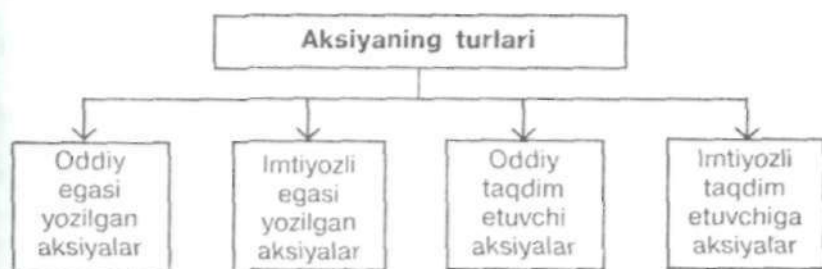 Aksiyaning turlari
Oddiy
egasi
yozilgan
aksiyalar
Imtiyozli
egasi
yozilgan
aksiyalar
Oddiy
taqdim
etuvchi
aksiyalar
Imtiyozli
taqdim
etuvchiga
aksiyalar